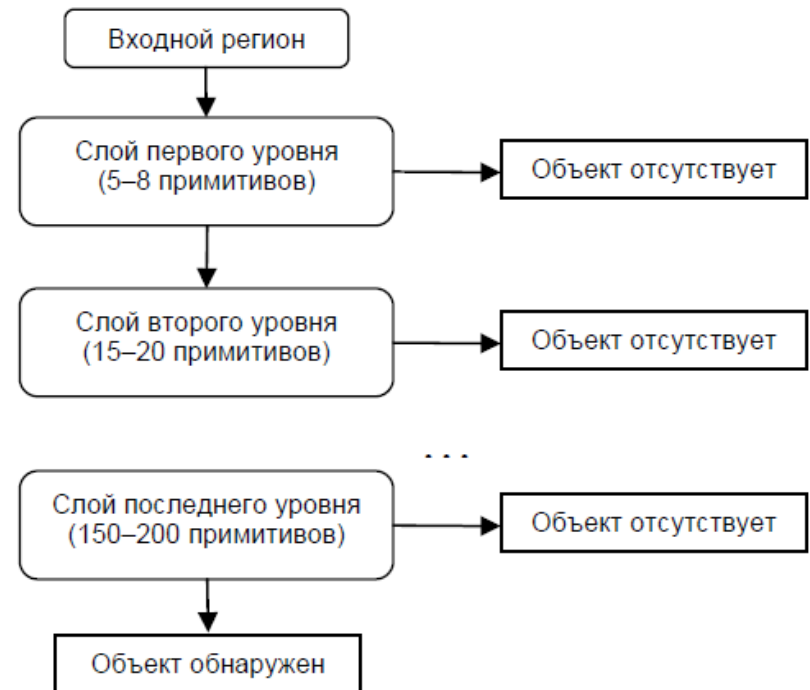 Входной регион
Слой первого уровня
(5–8 примитивов)
Объект отсутствует
Слой второго уровня
(15–20 примитивов)
Объект отсутствует
. . .
Слой последнего уровня
(150–200 примитивов)
Объект отсутствует
Объект обнаружен